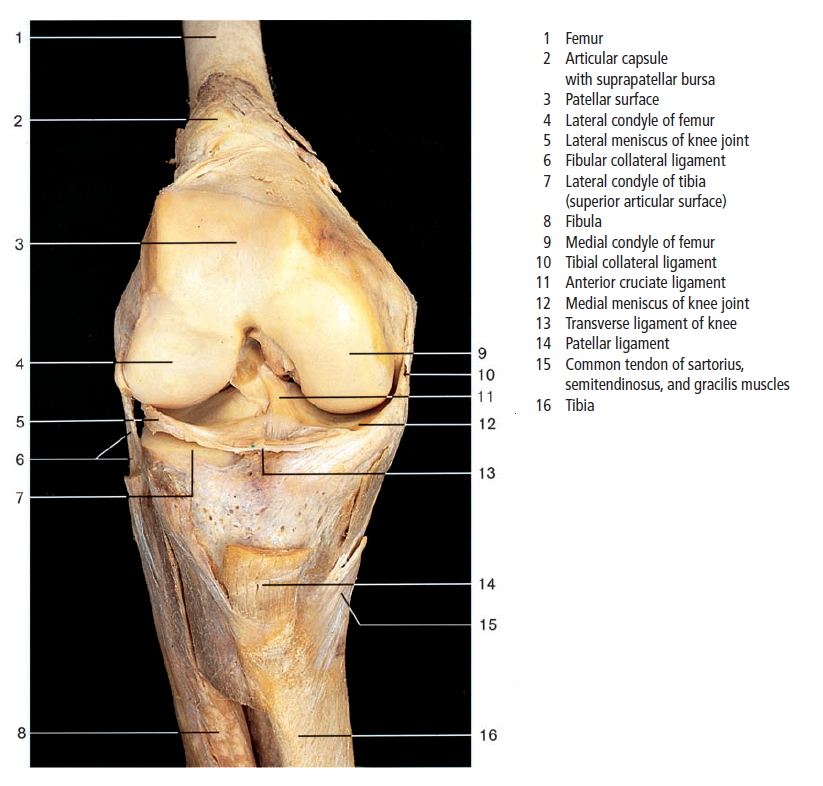 1
2
3
4
5
6
7
8
9
10
11
12
13
14
15
16
1 Femur
2 Articular capsule
with suprapatellar bursa
3 Patellar surface
4 Lateral condyle of femur
5 Lateral meniscus of knee joint
6 Fibular collateral ligament
7 Lateral condyle of tibia
(superior articular surface)
8 Fibula
9 Medial condyle of femur
10 Tibial collateral ligament
11 Anterior cruciate ligament
12 Medial meniscus of knee joint
13 Transverse ligament of knee
14 Patellar ligament
15 Common tendon of sartorius,
semitendinosus, and gracilis muscles
16 Tibia